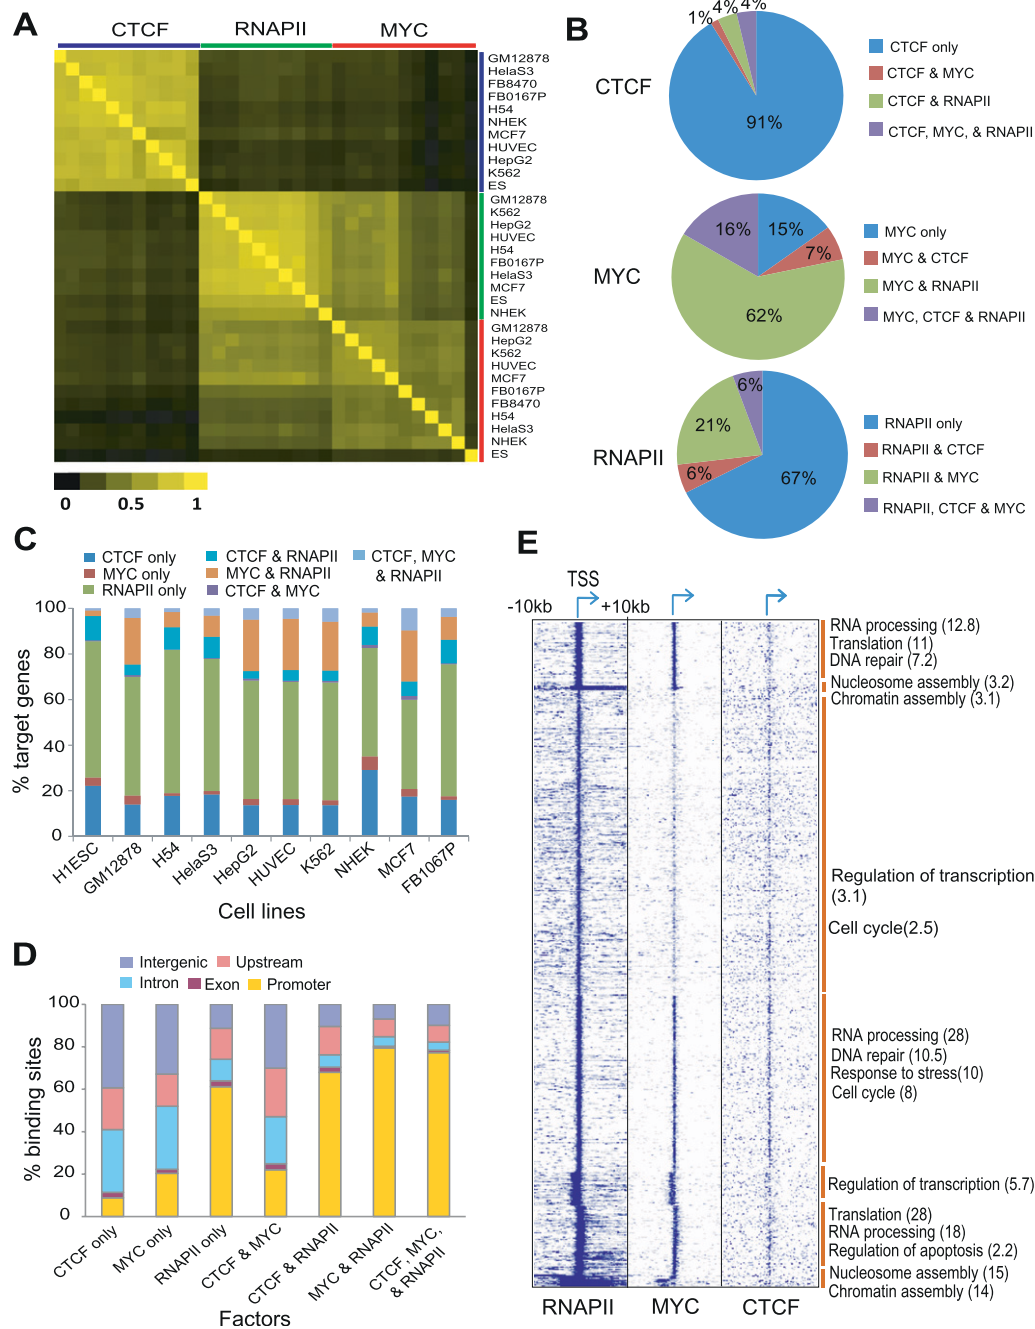 A
CTCF
RNAPII
MYC
GM12878
HelaS3
FB8470
FB0167P
H54
NHEK
MCF7
HUVEC
HepG2
K562
ES
GM12878
K562
HepG2
HUVEC
H54
FB0167P
HelaS3
MCF7
ES
NHEK
GM12878
HepG2
K562
HUVEC
MCF7
FB0167P
FB8470
H54
HelaS3
NHEK
ES
0 0.5 1
B
CTCF
1% 4% 4%
91%
CTCF only
CTCF & MYC
CTCF & RNAPII
CTCF, MYC, & RNAPII
MYC
16% 15%
7%
62%
MYC only
MYC & CTCF
MYC & RNAPII
MYC, CTCF & RNAPII
RNAPII
6%
21%
6%
67%
RNAPII only
RNAPII & CTCF
RNAPII & MYC
RNAPII, CTCF & MYC
C
CTCF only
MYC only
RNAPII only
CTCF & RNAPII
MYC & RNAPII
CTCF & MYC
CTCF, MYC
& RNAPII
% target genes
100
80
60
40
20
0
H1ESC
GM12878
H54
HelaS3
HepG2
HUVEC
K562
NHEK
MCF7
FB1067P
Cell lines
D
Intergenic
Upstream
Intron
Exon
Promoter
% binding sites
100
80
60
40
20
0
CTCF only
MYC only
RNAPII only
CTCF & MYC
CTCF & RNAPII
MYC & RNAPII
CTCF, MYC,
& RNAPII
Factors
E
TSS
-10kb
+10kb
RNA processing (12.8)
Translation (11)
DNA repair (7.2)
Nucleosome assembly (3.2)
Chromatin assembly (3.1)
Regulation of transcription
(3.1)
Cell cycle(2.5)
RNA processing (28)
DNA repair (10.5)
Response to stress(10)
Cell cycle (8)
Regulation of transcription (5.7)
Translation (28)
RNA processing (18)
Regulation of apoptosis (2.2)
Nucleosome assembly (15)
Chromatin assembly (14)
RNAPII
MYC
CTCF